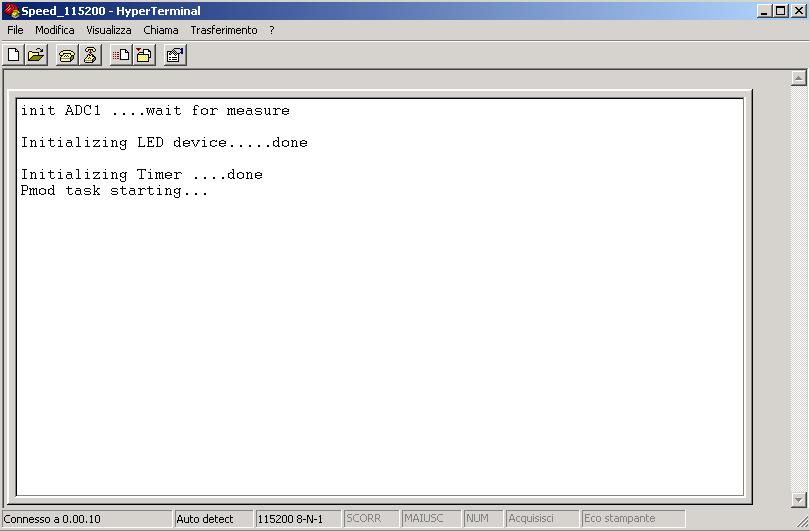 Speed_115200 - HyperTerminal
File Modifica Visualizza Chiama Trasferimento ?
init ADC1 ....wait for measure
Initializing LED device.....done
Initializing Timer ....done
Pmod task starting...
Connesso a 0.00.10 Auto detect 115200 8-N-1 SCORR MAIUSC NUM Acquisisci Eco stampante